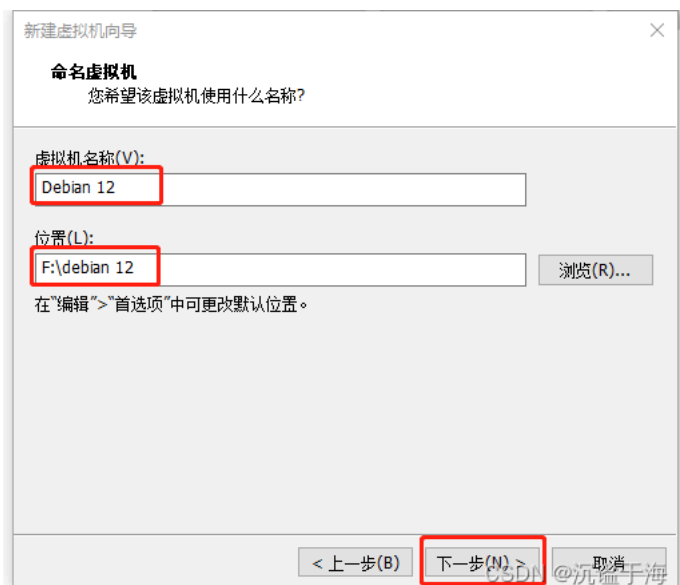 新建虚拟机向导
命名虚拟机
您希望该虚拟机使用什么名称?
虚拟机名称(V):
Debian 12
位置(L):
F:\debian 12
浏览(R)...
在"编辑">"首选项"中可更改默认位置。
< 上一步(B)
下一步(N) >
取消
CSDN @沉谧于海